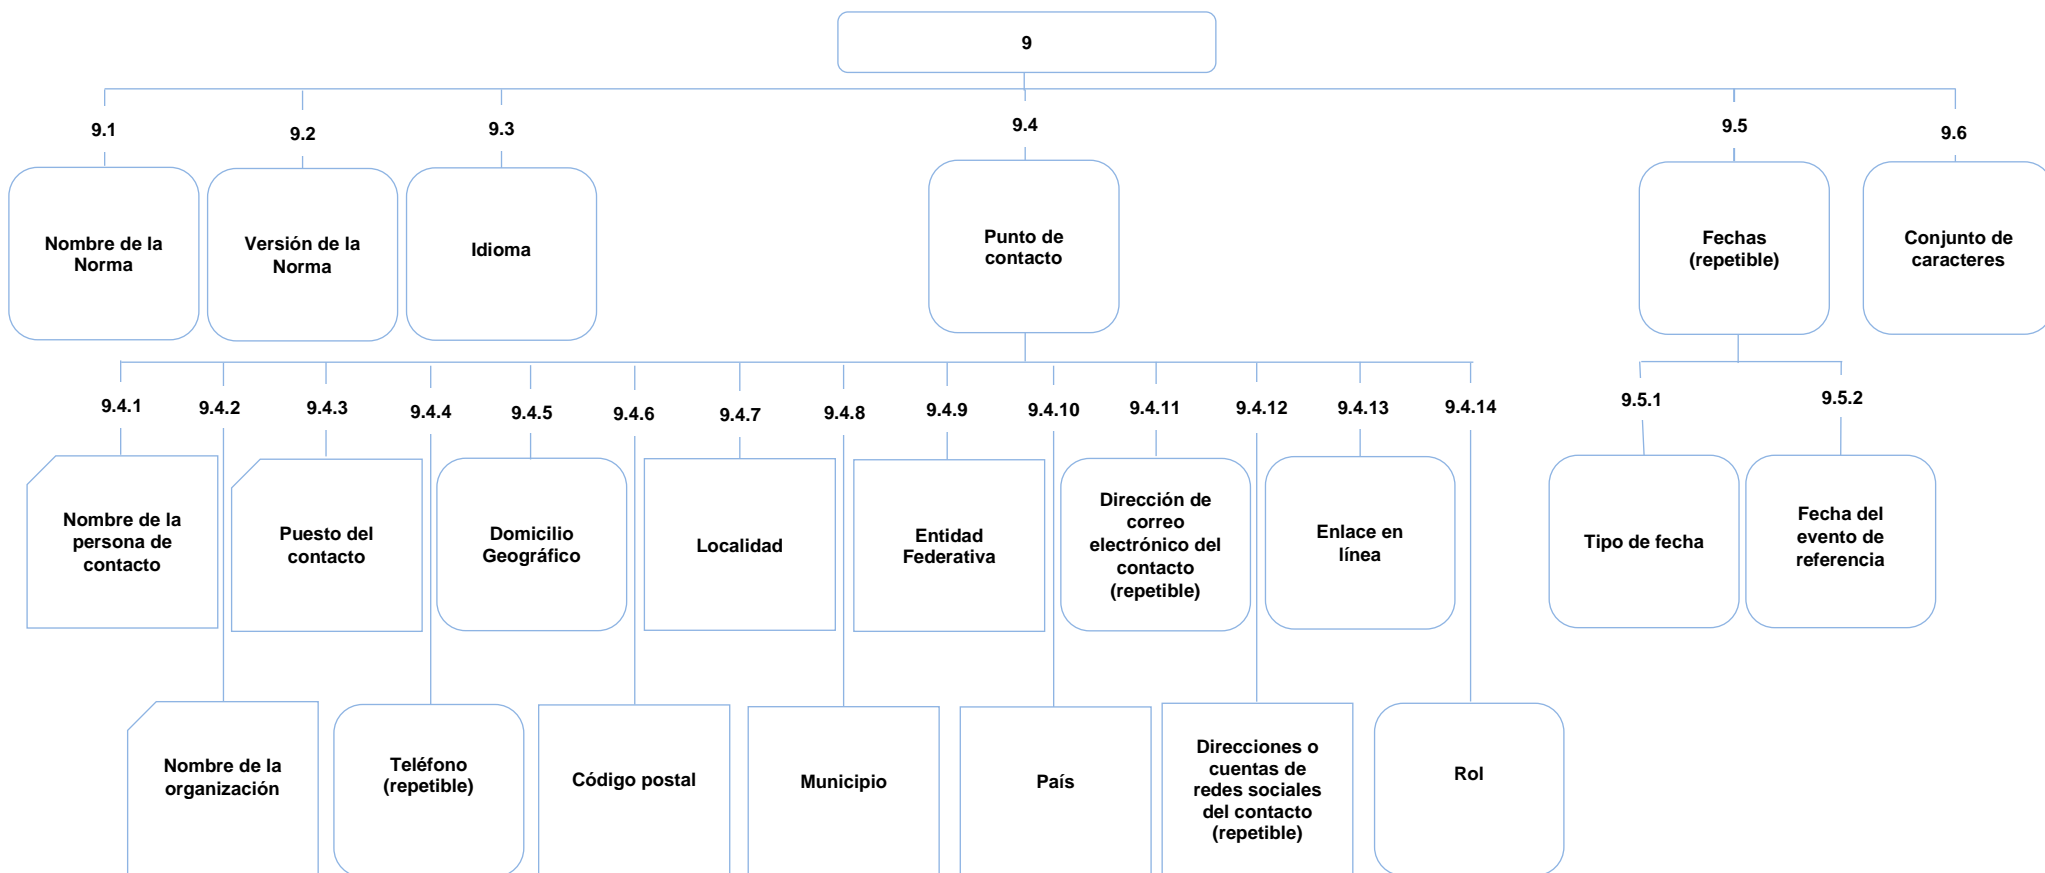 9
9.1
9.2
9.3
9.4
9.5
9.6
Nombre de la
Norma
Versión de la
Norma
Idioma
Punto de
contacto
Fechas
(repetible)
Conjunto de
caracteres
9.4.1
9.4.2
9.4.3
9.4.4
9.4.5
9.4.6
9.4.7
9.4.8
9.4.9
9.4.10
9.4.11
9.4.12
9.4.13
9.4.14
9.5.1
9.5.2
Nombre de la
persona de
contacto
Puesto del
contacto
Domicilio
Geográfico
Localidad
Entidad
Federativa
Dirección de
correo
electrónico del
contacto
(repetible)
Enlace en
línea
Tipo de fecha
Fecha del
evento de
referencia
Nombre de la
organización
Teléfono
(repetible)
Código postal
Municipio
País
Direcciones o
cuentas de
redes sociales
del contacto
(repetible)
Rol